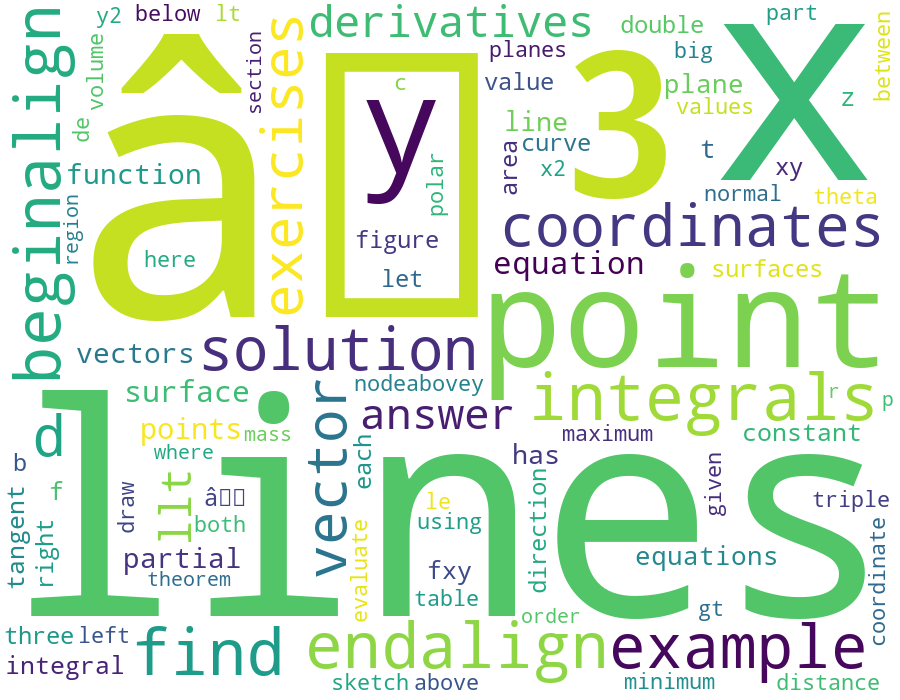 y2 below lt derivatives double part
volume section planes big between
beginalign â exercises c y value 3 plane x z
de values
line
function area curve t
x2 xy
region polar normal theta
here figure coordinates
let equation surfaces
vectors solution point
surface nodeabovey integrals r p
d points mass vector answer maximum constant
where each has
b lines
f llt draw â le direction given triple
tangent right both using
partial evaluate fxy equations coordinate
theorem table gt
order
three left find endalign example
integral
sketch above minimum distance